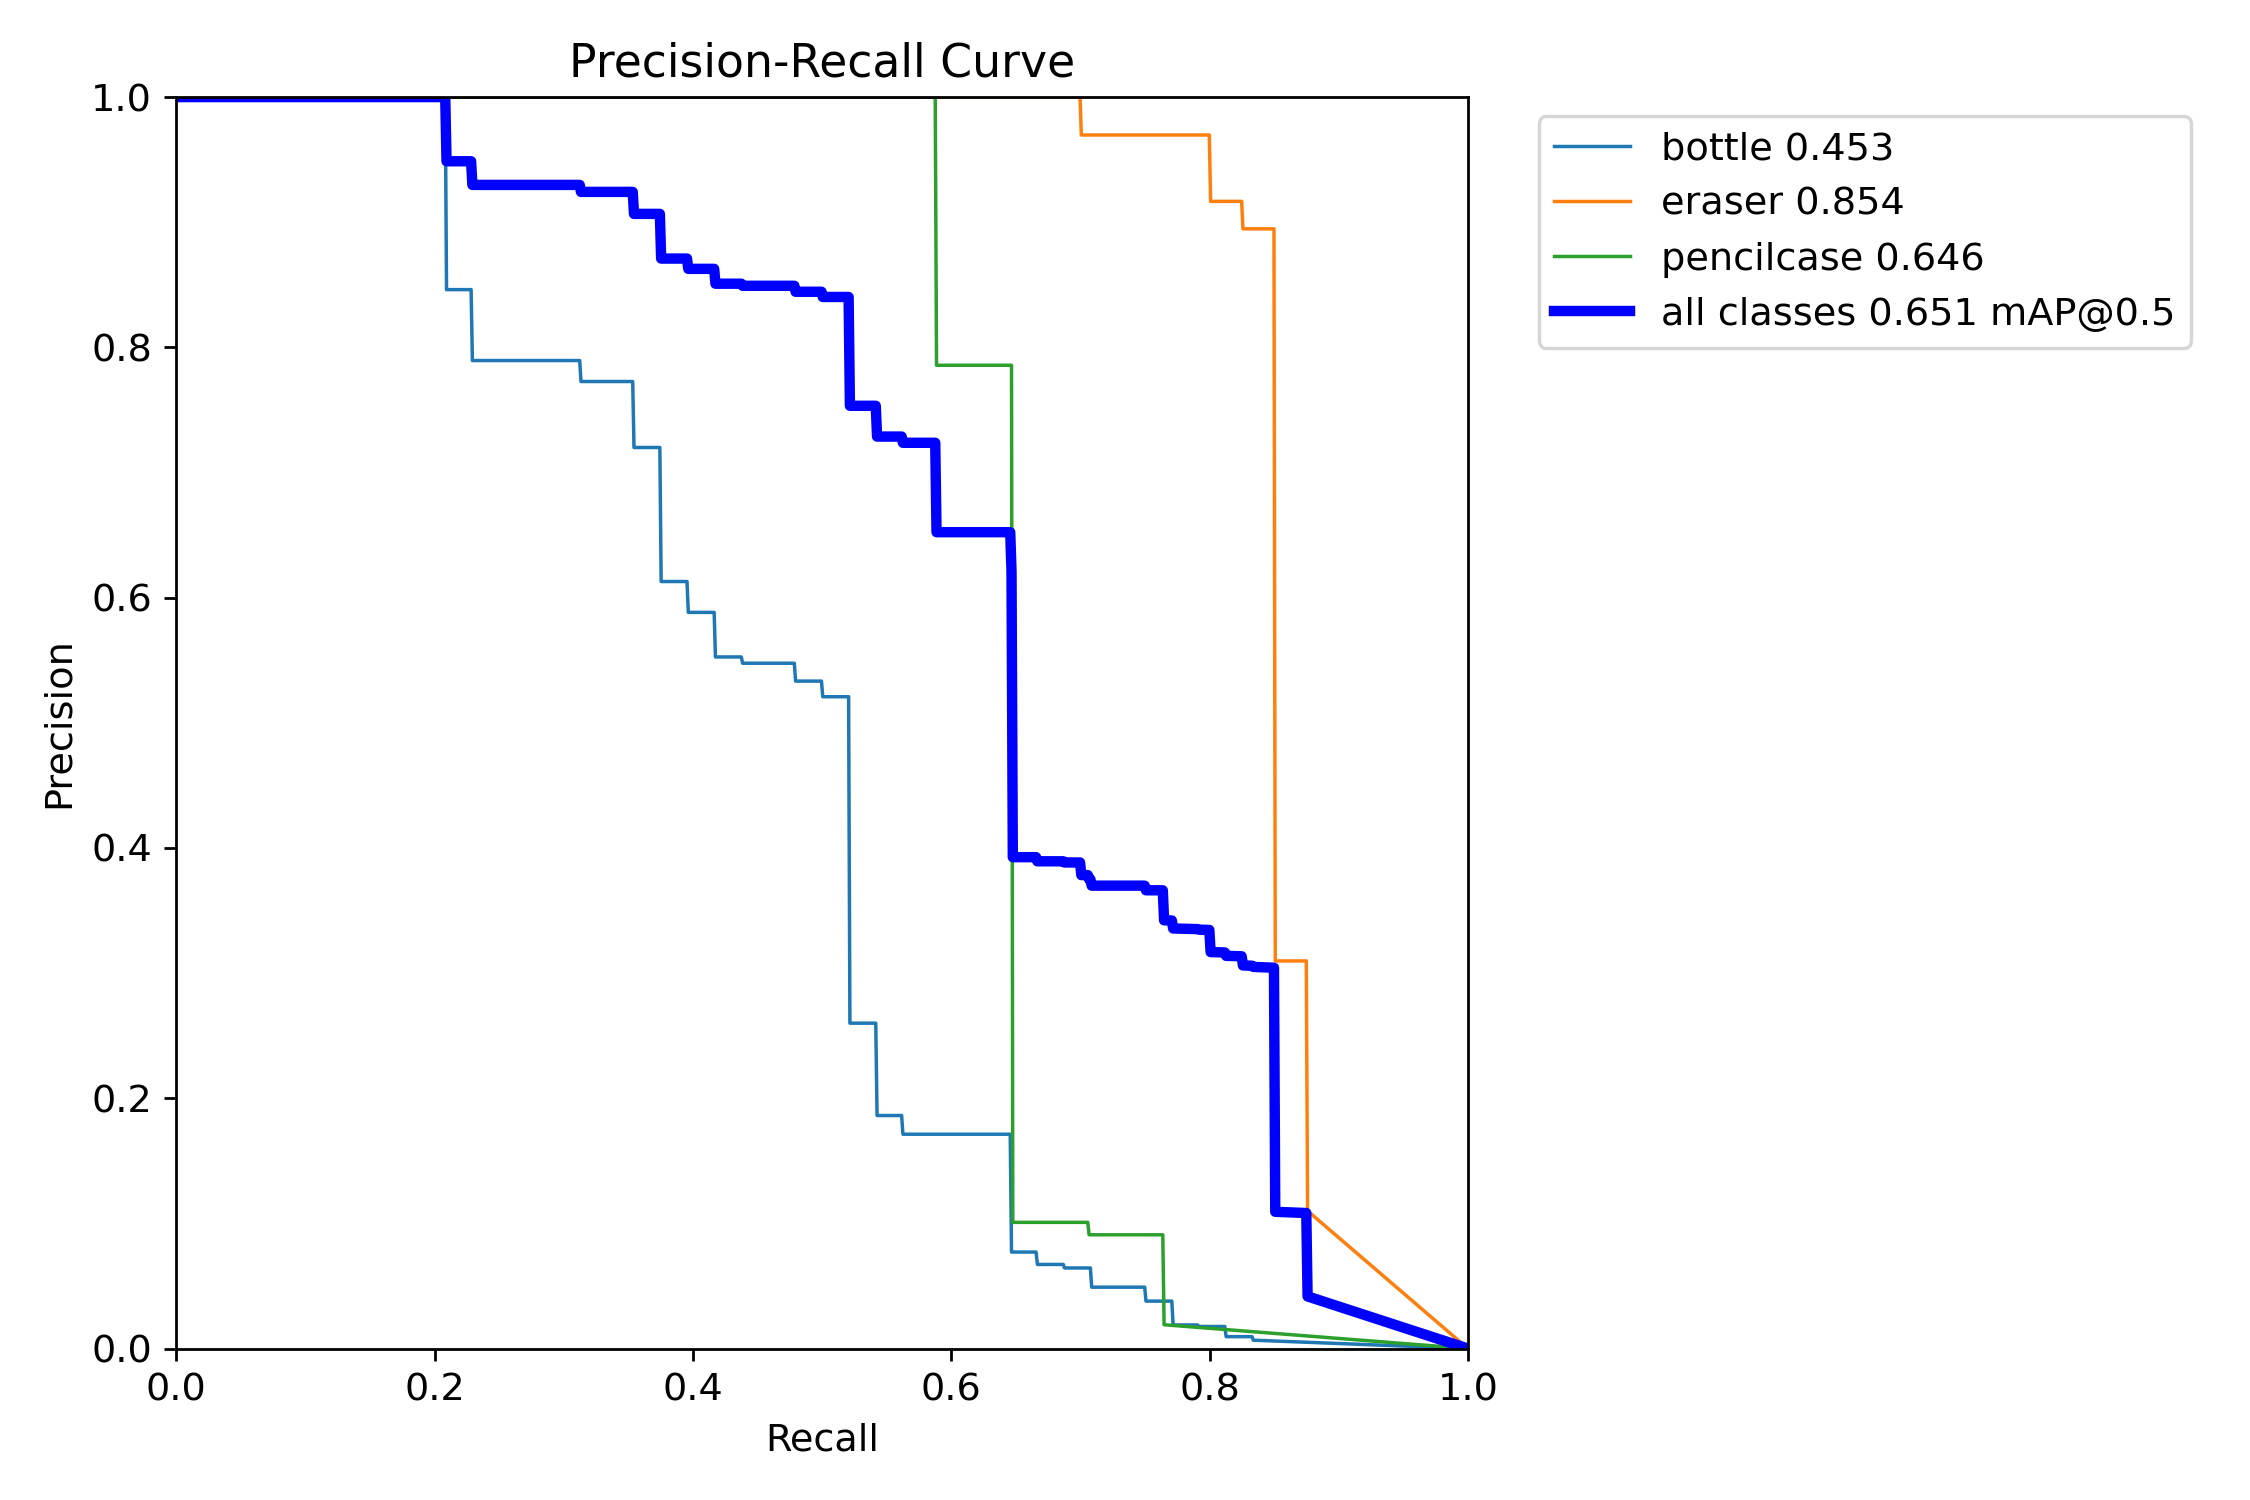 Precision-Recall Curve
1.0
0.8
0.6
0.4
0.2
0.0
Precision
0.0 0.2 0.4 0.6 0.8 1.0
Recall
bottle 0.453
eraser 0.854
pencilcase 0.646
all classes 0.651 mAP@0.5